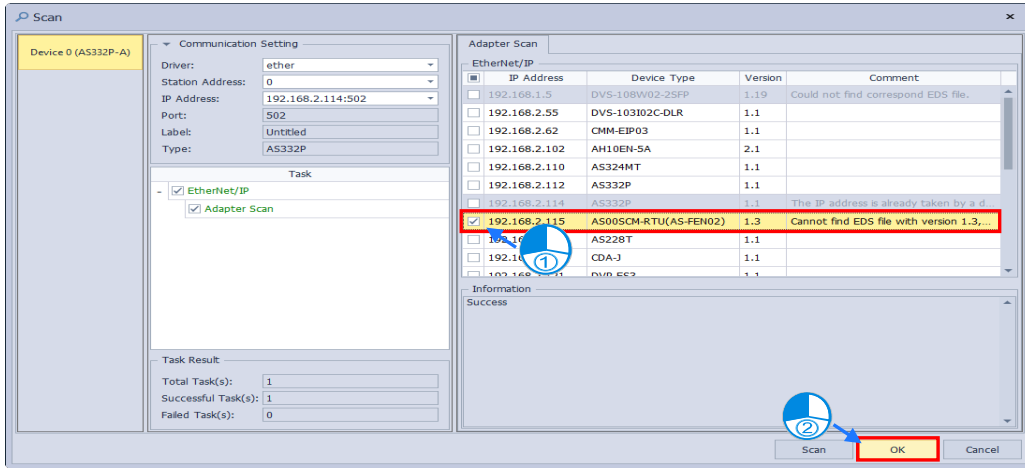 Scan
Device 0 (AS332P-A)
Communication Setting
Driver: ether
Station Address: 0
IP Address: 192.168.2.114:502
Port: 502
Label: Untitled
Type: AS332P
Task
EtherNet/IP
Adapter Scan
Task Result
Total Task(s): 1
Successful Task(s): 1
Failed Task(s): 0
Adapter Scan
EtherNet/IP
IP Address Device Type Version Comment
192.168.1.5 DVS-108W02-2SFP 1.19 Could not find correspond EDS file.
192.168.2.55 DVS-103I02C-DLR 1.1
192.168.2.62 CMM-EIP03 1.1
192.168.2.102 AH10EN-5A 2.1
192.168.2.110 AS324MT 1.1
192.168.2.112 AS332P 1.1
192.168.2.114 AS332P 1.1 The IP address is already taken by a d...
192.168.2.115 AS00SCM-RTU(AS-FEN02) 1.3 Cannot find EDS file with version 1.3,...
AS228T 1.1
CDA-J 1.1
1
Information
Success
2
Scan OK Cancel